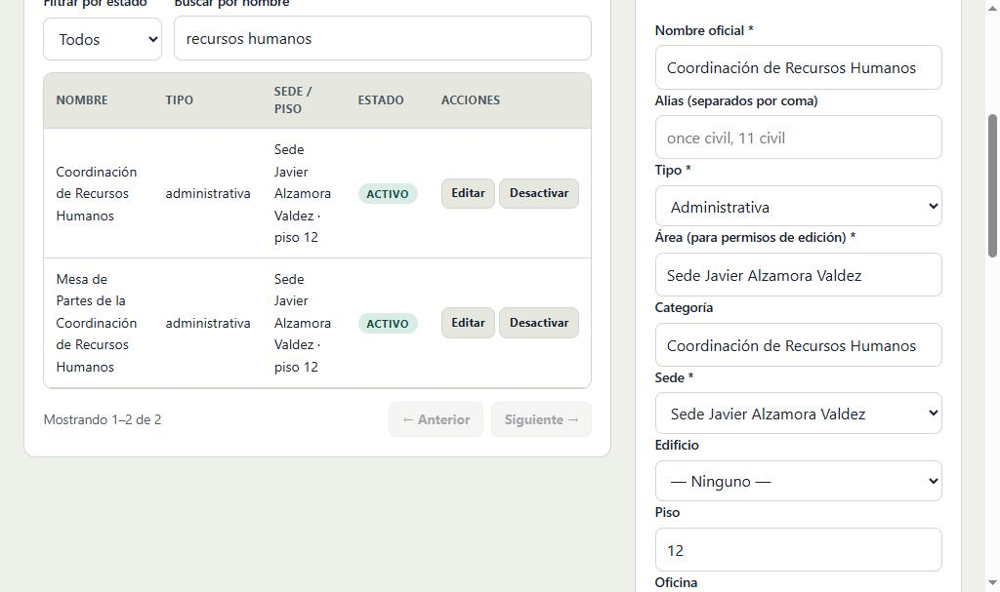 Filtrar por estado
Buscar por nombre
Todos
recursos humanos
NOMBRE
TIPO
SEDE /
PISO
ESTADO
ACCIONES
Coordinación
de Recursos
Humanos
administrativa
Sede
Javier
Alzamora
Valdez ·
piso 12
ACTIVO
Editar
Desactivar
Mesa de
Partes de la
Coordinación
de Recursos
Humanos
administrativa
Sede
Javier
Alzamora
Valdez ·
piso 12
ACTIVO
Editar
Desactivar
Mostrando 1–2 de 2
← Anterior
Siguiente →
Nombre oficial *
Coordinación de Recursos Humanos
Alias (separados por coma)
once civil, 11 civil
Tipo *
Administrativa
Área (para permisos de edición) *
Sede Javier Alzamora Valdez
Categoría
Coordinación de Recursos Humanos
Sede *
Sede Javier Alzamora Valdez
Edificio
— Ninguno —
Piso
12
Oficina